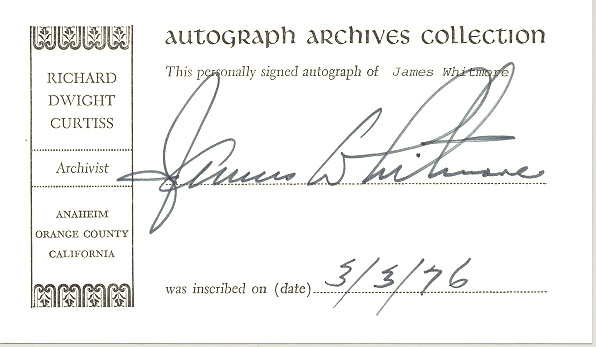 autograph archives collection
RICHARD
DWIGHT
CURTISS
Archivist
ANAHEIM
ORANGE COUNTY
CALIFORNIA
This personally signed autograph of James Whitmore
James Whitmore
was inscribed on (date) 3/3/76